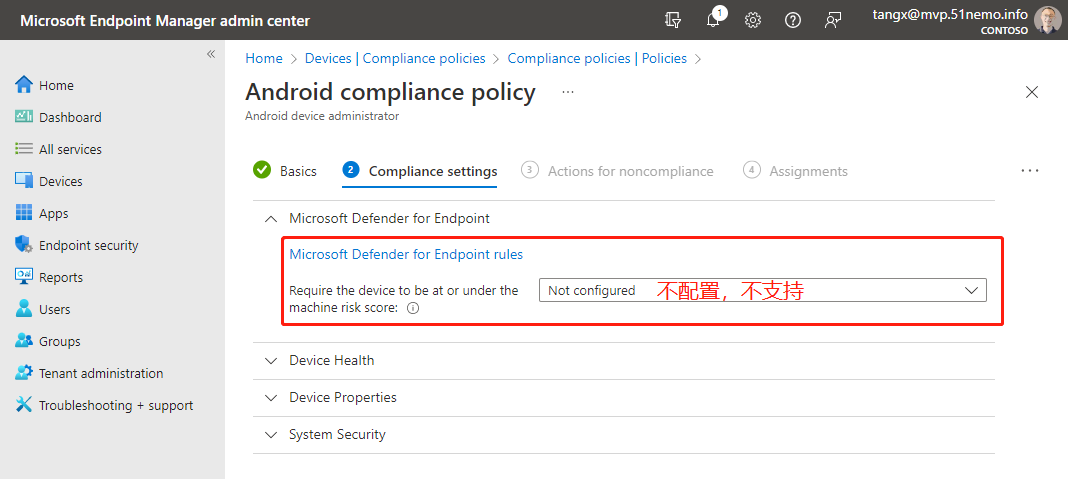 Microsoft Endpoint Manager admin center
1
tangx@mvp.51nemo.info
CONTOSO
«
Home
Dashboard
All services
Devices
Apps
Endpoint security
Reports
Users
Groups
Tenant administration
Troubleshooting + support
Home > Devices | Compliance policies > Compliance policies | Policies >
Android compliance policy ...
Android device administrator
Basics 2 Compliance settings 3 Actions for noncompliance 4 Assignments ...
Microsoft Defender for Endpoint
Microsoft Defender for Endpoint rules
Require the device to be at or under the
machine risk score:
Not configured 不配置，不支持
Device Health
Device Properties
System Security